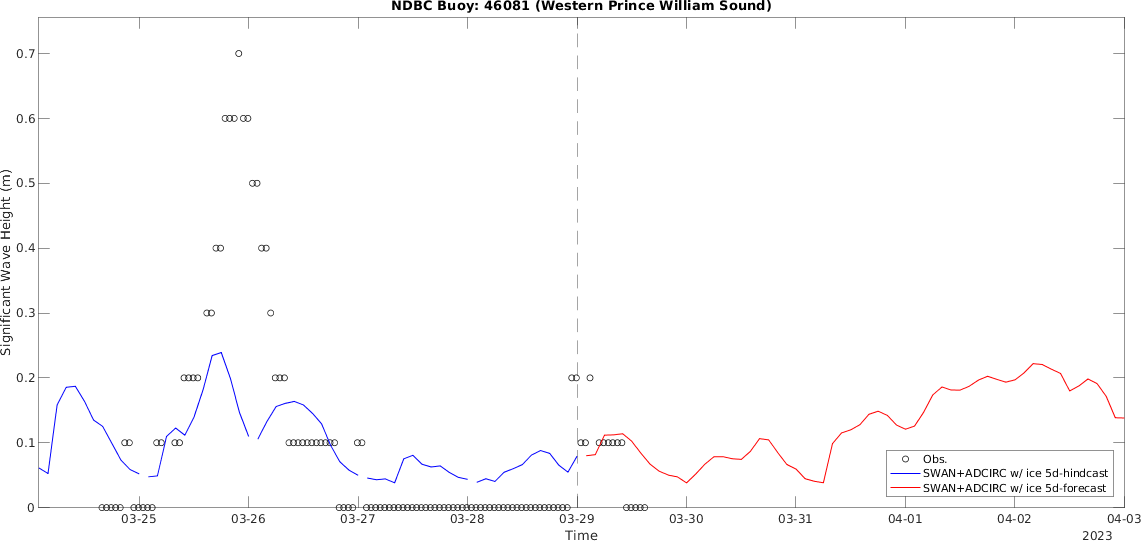 NDBC Buoy: 46081 (Western Prince William Sound)
Significant Wave Height (m)
0.7
0.6
0.5
0.4
0.3
0.2
0.1
0
Obs.
SWAN+ADCIRC w/ ice 5d-hindcast
SWAN+ADCIRC w/ ice 5d-forecast
03-25 03-26 03-27 03-28 03-29 03-30 03-31 04-01 04-02 04-03
Time
2023